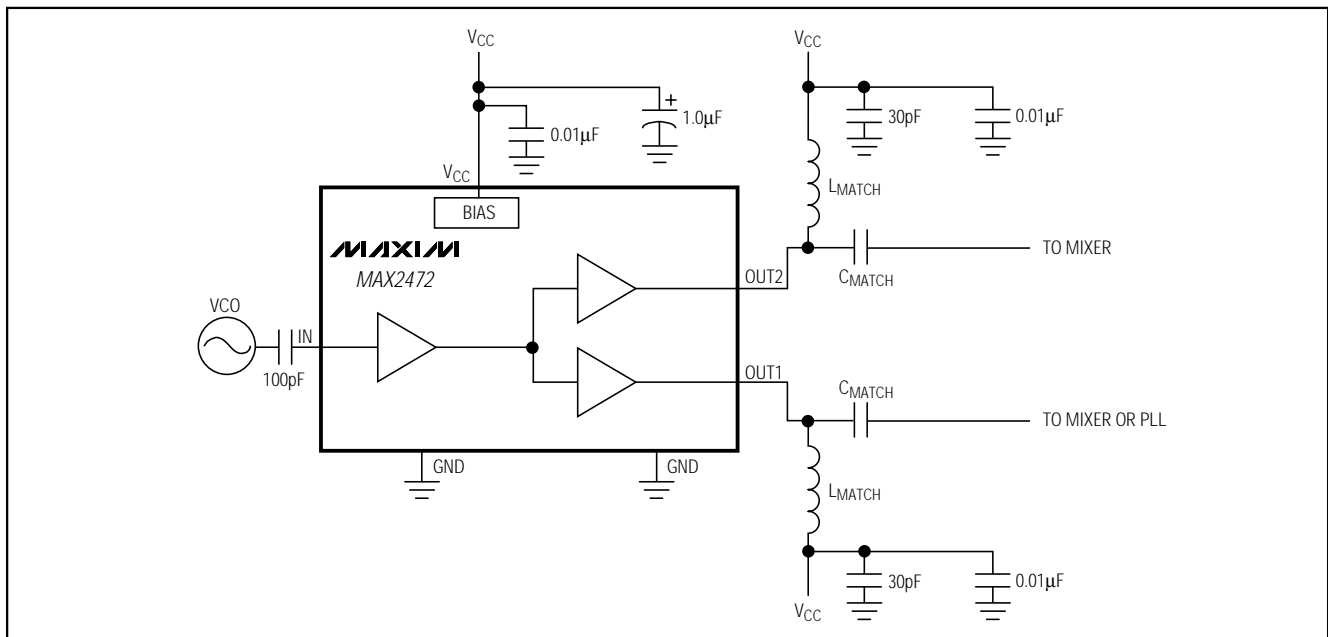 VCC
VCC
+
0.01µF
1.0µF
30pF
0.01µF
VCC
BIAS
LMATCH
MAXIM
MAX2472
OUT2
CMATCH
TO MIXER
VCO
IN
100pF
OUT1
CMATCH
TO MIXER OR PLL
GND
GND
LMATCH
30pF
0.01µF
VCC